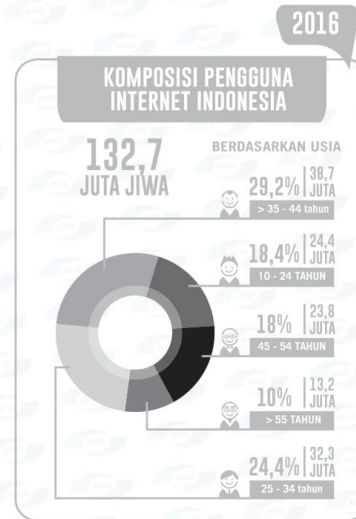 2016
KOMPOSISI PENGGUNA
INTERNET INDONESIA
132,7
JUTA JIWA
BERDASARKAN USIA
29,2% 38,7 JUTA
> 35 - 44 tahun
18,4% 24,4 JUTA
10 - 24 TAHUN
18% 23,8 JUTA
45 - 54 TAHUN
10% 13,2 JUTA
> 55 TAHUN
24,4% 32,3 JUTA
25 - 34 tahun